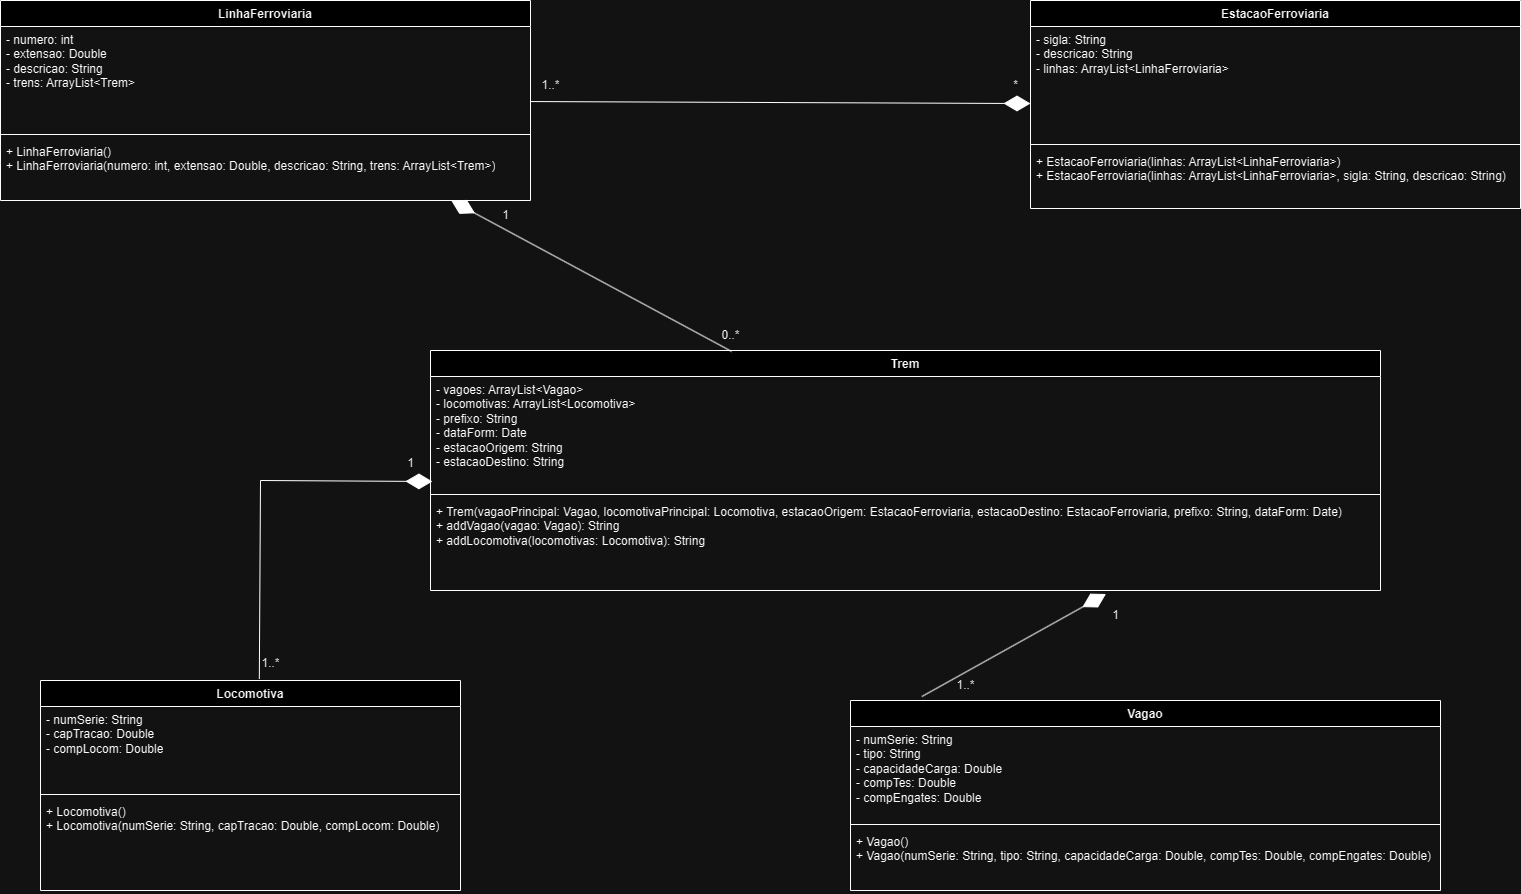 LinhaFerroviaria
- numero: int
- extensao: Double
- descricao: String
- trens: ArrayList<Trem>
+ LinhaFerroviaria()
+ LinhaFerroviaria(numero: int, extensao: Double, descricao: String, trens: ArrayList<Trem>)
1..*
*
EstacaoFerroviaria
- sigla: String
- descricao: String
- linhas: ArrayList<LinhaFerroviaria>
+ EstacaoFerroviaria(linhas: ArrayList<LinhaFerroviaria>)
+ EstacaoFerroviaria(linhas: ArrayList<LinhaFerroviaria>, sigla: String, descricao: String)
1
0..*
Trem
- vagoes: ArrayList<Vagao>
- locomotivas: ArrayList<Locomotiva>
- prefixo: String
- dataForm: Date
- estacaoOrigem: String
- estacaoDestino: String
+ Trem(vagaoPrincipal: Vagao, locomotivaPrincipal: Locomotiva, estacaoOrigem: EstacaoFerroviaria, estacaoDestino: EstacaoFerroviaria, prefixo: String, dataForm: Date)
+ addVagao(vagao: Vagao): String
+ addLocomotiva(locomotivas: Locomotiva): String
1
1..*
Locomotiva
- numSerie: String
- capTracao: Double
- compLocom: Double
+ Locomotiva()
+ Locomotiva(numSerie: String, capTracao: Double, compLocom: Double)
1
1..*
Vagao
- numSerie: String
- tipo: String
- capacidadeCarga: Double
- compTes: Double
- compEngates: Double
+ Vagao()
+ Vagao(numSerie: String, tipo: String, capacidadeCarga: Double, compTes: Double, compEngates: Double)